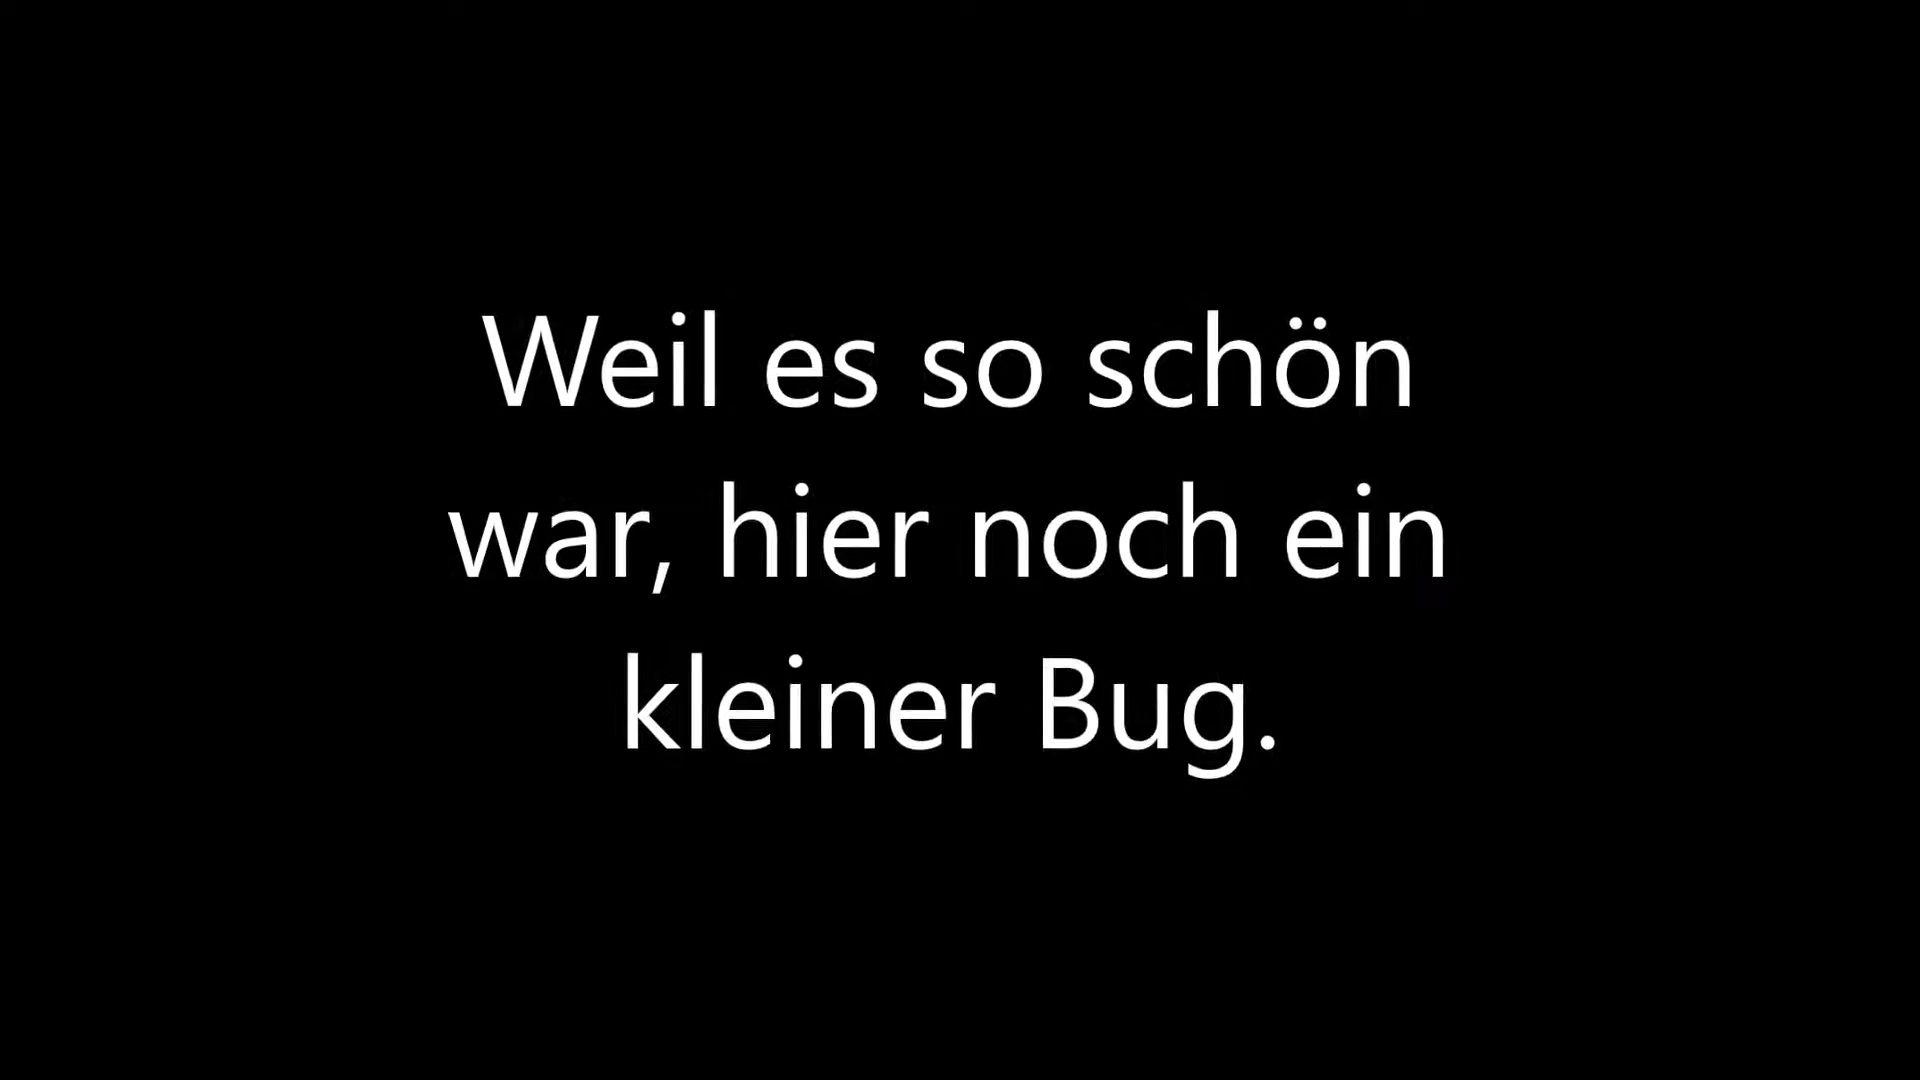 Weil es so schön
war, hier noch ein
kleiner Bug.